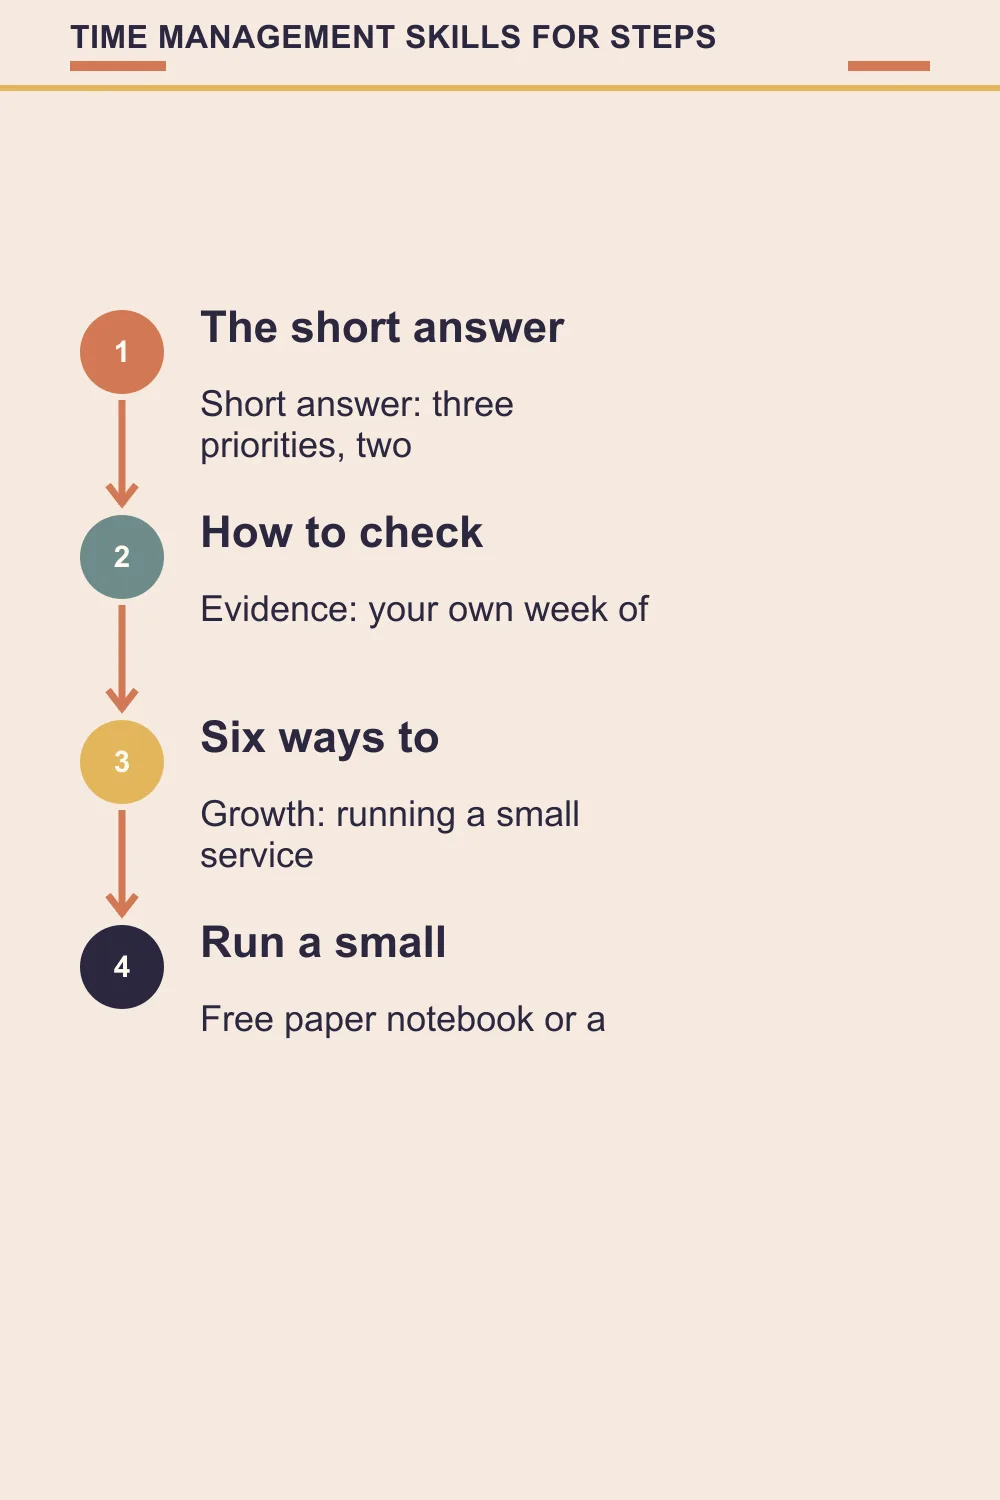 TIME MANAGEMENT SKILLS FOR STEPS
1
The short answer
Short answer: three
priorities, two
2
How to check
Evidence: your own week of
3
Six ways to
Growth: running a small
service
4
Run a small
Free paper notebook or a